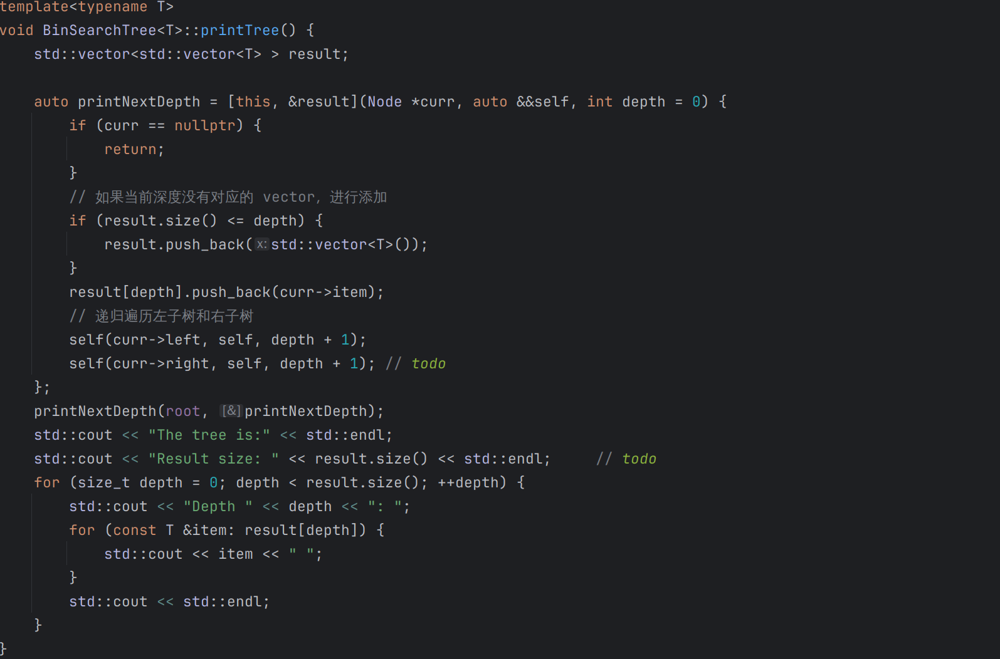 template<typename T>
void BinSearchTree<T>::printTree() {
    std::vector<std::vector<T> > result;

    auto printNextDepth = [this, &result](Node *curr, auto &&self, int depth = 0) {
        if (curr == nullptr) {
            return;
        }
        // 如果当前深度没有对应的 vector，进行添加
        if (result.size() <= depth) {
            result.push_back(x: std::vector<T>());
        }
        result[depth].push_back(curr->item);
        // 递归遍历左子树和右子树
        self(curr->left, self, depth + 1);
        self(curr->right, self, depth + 1); // todo
    };
    printNextDepth(root, [&]printNextDepth);
    std::cout << "The tree is:" << std::endl;
    std::cout << "Result size: " << result.size() << std::endl;     // todo
    for (size_t depth = 0; depth < result.size(); ++depth) {
        std::cout << "Depth " << depth << ": ";
        for (const T &item: result[depth]) {
            std::cout << item << " ";
        }
        std::cout << std::endl;
    }
}